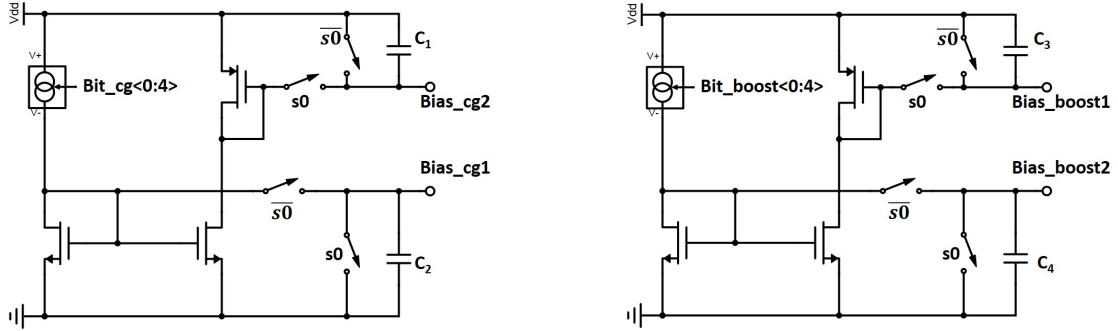 Vdd
V+
V-
Bit_cg<0:4>
s0
s0
C1
Bias_cg2
Bias_cg1
s0
s0
C2
Vdd
V+
V-
Bit_boost<0:4>
s0
s0
C3
Bias_boost1
Bias_boost2
s0
s0
C4